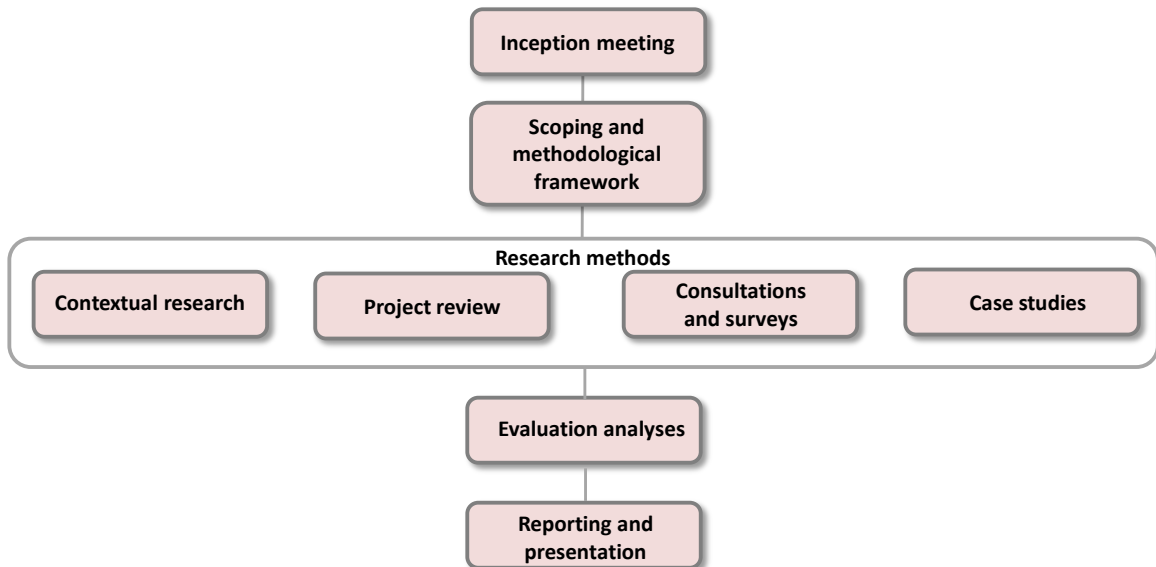 Inception meeting
Scoping and
methodological
framework
Research methods
Contextual research
Project review
Consultations
and surveys
Case studies
Evaluation analyses
Reporting and
presentation